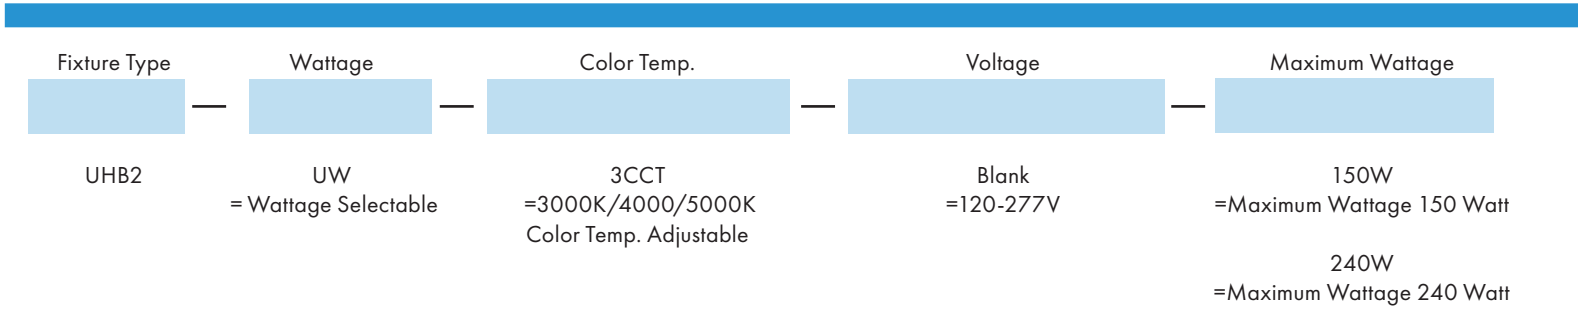 Fixture Type
Wattage
Color Temp.
Voltage
Maximum Wattage
UHB2
UW
= Wattage Selectable
3CCT
=3000K/4000/5000K
Color Temp. Adjustable
Blank
=120-277V
150W
=Maximum Wattage 150 Watt
240W
=Maximum Wattage 240 Watt